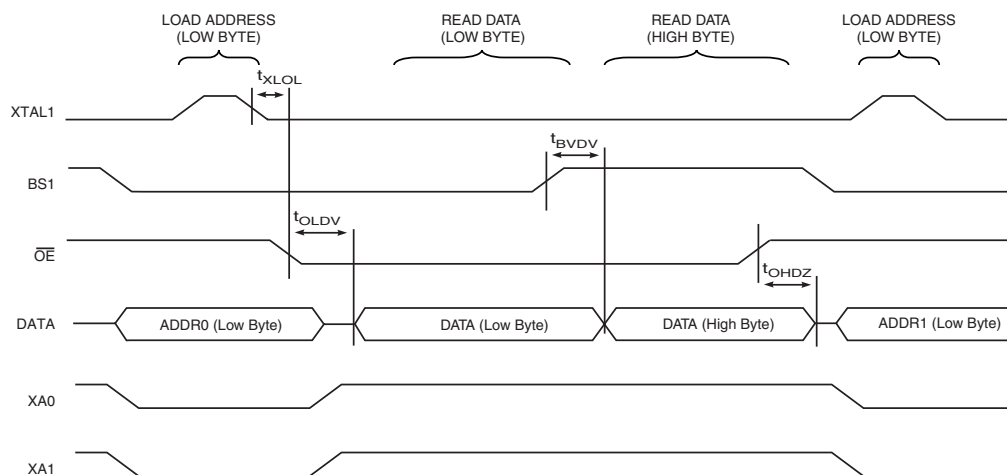 LOAD ADDRESS
(LOW BYTE)
READ DATA
(LOW BYTE)
READ DATA
(HIGH BYTE)
LOAD ADDRESS
(LOW BYTE)
tXLOL
XTAL1
tBVDV
BS1
tOLDV
OE
tOHDZ
DATA
ADDR0 (Low Byte)
DATA (Low Byte)
DATA (High Byte)
ADDR1 (Low Byte)
XA0
XA1